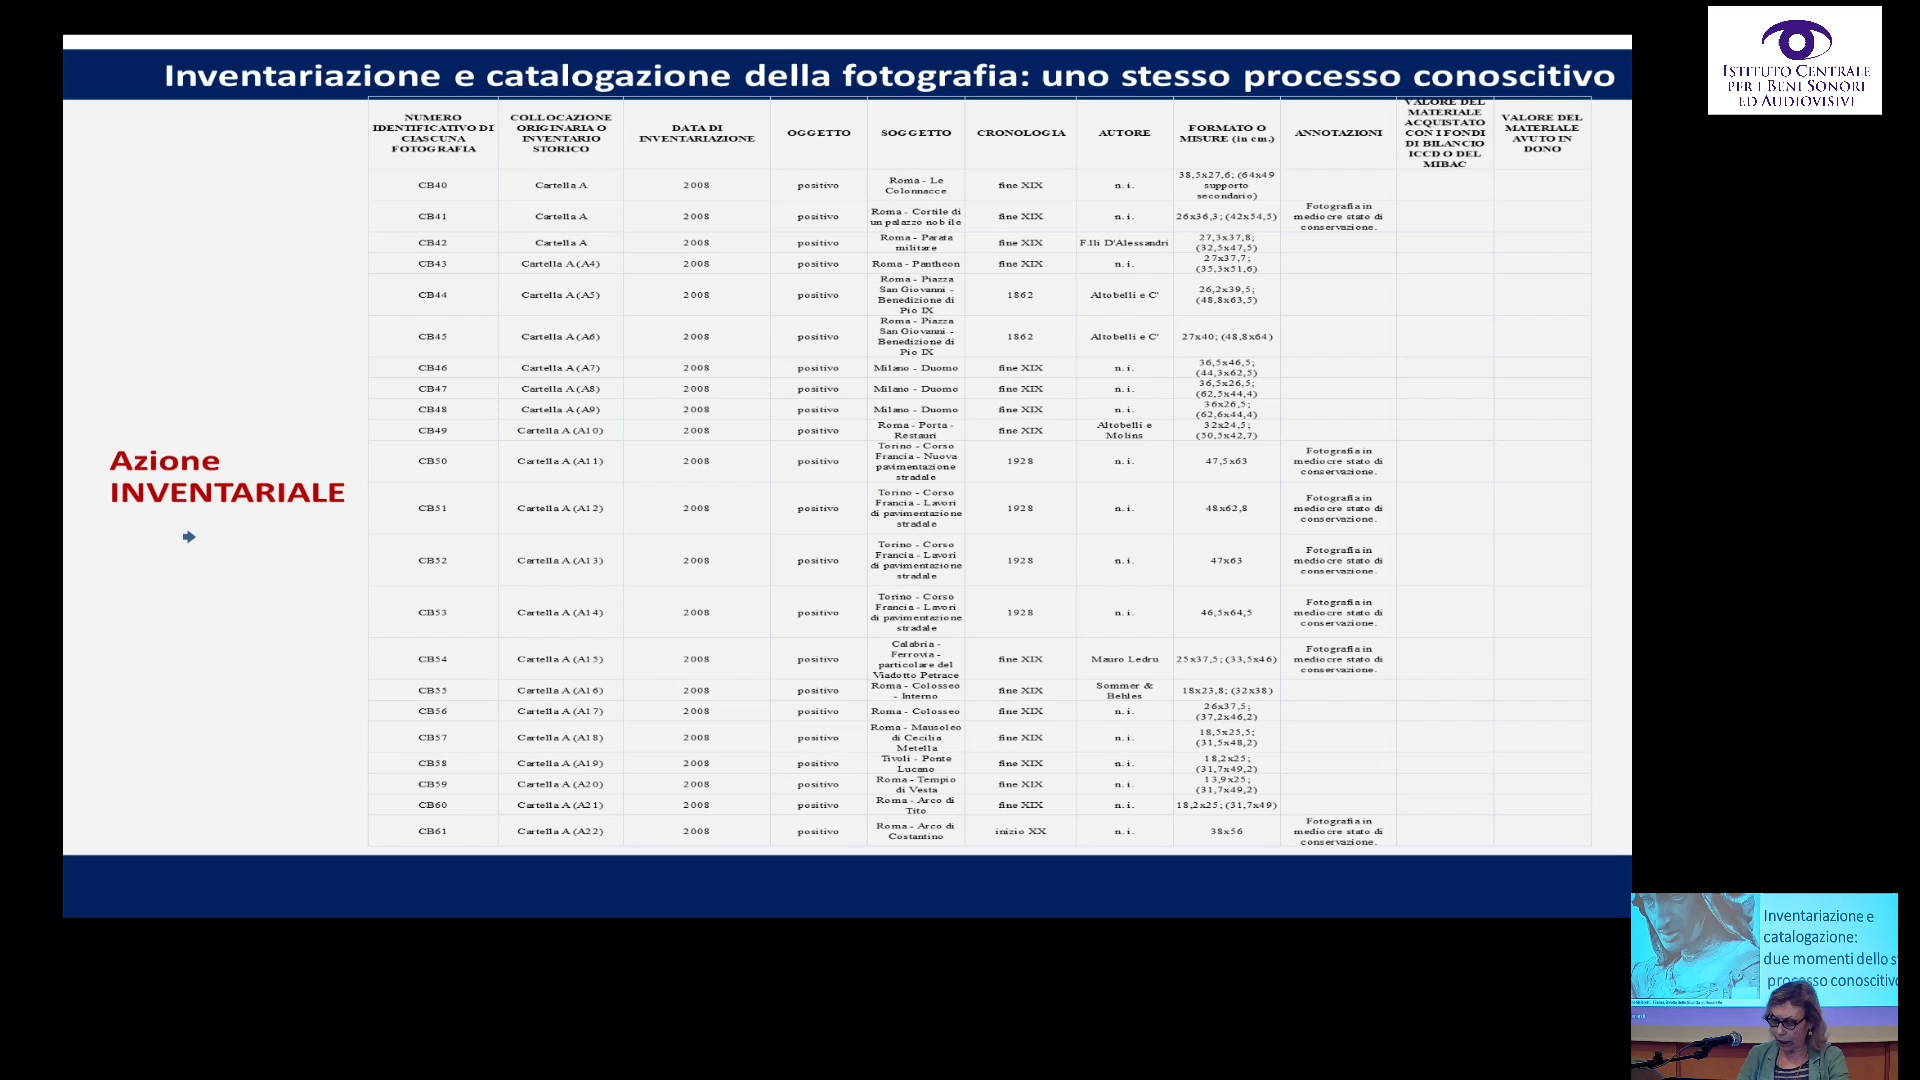 Inventariazione e catalogazione della fotografia: uno stesso processo conoscitivo
ISTITUTO CENTRALE
PER I BENI SONORI
ED AUDIOVISIVI
NUMERO IDENTIFICATIVO DI CIASCUNA FOTOGRAFIA | COLLOCAZIONE ORIGINARIA O INVENTARIO STORICO | DATA DI INVENTARIAZIONE | OGGETTO | SOGGETTO | CRONOLOGIA | AUTORE | FORMATO O MISURE (in cm.) | ANNOTAZIONI | VALORE DEL MATERIALE ACQUISTATO CON I FONDI DI BILANCIO ICCD O DEL MIBAC | VALORE DEL MATERIALE AVUTO IN DONO
CB40 | Cartella A | 2008 | positivo | Roma - Le Colonnacce | fine XIX | n. i. | 38,5x27,6; (64x49 supporto secondario)
CB41 | Cartella A | 2008 | positivo | Roma - Cortile di un palazzo nobile | fine XIX | n. i. | 26x36,3; (42x54,5) | Fotografia in mediocre stato di conservazione.
CB42 | Cartella A | 2008 | positivo | Roma - Parata militare | fine XIX | F.lli D'Alessandri | 27,3x37,8; (32,5x47,5)
CB43 | Cartella A (A4) | 2008 | positivo | Roma - Pantheon | fine XIX | n. i. | 27x37,7; (35,3x51,6)
CB44 | Cartella A (A5) | 2008 | positivo | Roma - Piazza San Giovanni - Benedizione di Pio IX | 1862 | Altobelli e C' | 26,2x39,5; (48,8x63,5)
CB45 | Cartella A (A6) | 2008 | positivo | Roma - Piazza San Giovanni - Benedizione di Pio IX | 1862 | Altobelli e C' | 27x40; (48,8x64)
CB46 | Cartella A (A7) | 2008 | positivo | Milano - Duomo | fine XIX | n. i. | 36,5x46,5; (44,3x62,5)
CB47 | Cartella A (A8) | 2008 | positivo | Milano - Duomo | fine XIX | n. i. | 36,5x26,5; (62,5x44,4)
CB48 | Cartella A (A9) | 2008 | positivo | Milano - Duomo | fine XIX | n. i. | 36x26,5; (62,6x44,4)
CB49 | Cartella A (A10) | 2008 | positivo | Roma - Porta - Restauri | fine XIX | Altobelli e Molins | 32x24,5; (50,5x42,7)
CB50 | Cartella A (A11) | 2008 | positivo | Torino - Corso Francia - Nuova pavimentazione stradale | 1928 | n. i. | 47,5x63 | Fotografia in mediocre stato di conservazione.
CB51 | Cartella A (A12) | 2008 | positivo | Torino - Corso Francia - Lavori di pavimentazione stradale | 1928 | n. i. | 48x62,8 | Fotografia in mediocre stato di conservazione.
CB52 | Cartella A (A13) | 2008 | positivo | Torino - Corso Francia - Lavori di pavimentazione stradale | 1928 | n. i. | 47x63 | Fotografia in mediocre stato di conservazione.
CB53 | Cartella A (A14) | 2008 | positivo | Torino - Corso Francia - Lavori di pavimentazione stradale | 1928 | n. i. | 46,5x64,5 | Fotografia in mediocre stato di conservazione.
CB54 | Cartella A (A15) | 2008 | positivo | Calabria - Ferrovia - particolare del Viadotto Petrace | fine XIX | Mauro Ledru | 25x37,5; (33,5x46) | Fotografia in mediocre stato di conservazione.
CB55 | Cartella A (A16) | 2008 | positivo | Roma - Colosseo - Interno | fine XIX | Sommer & Behles | 18x23,8; (32x38)
CB56 | Cartella A (A17) | 2008 | positivo | Roma - Colosseo | fine XIX | n. i. | 26x37,5; (37,2x46,2)
CB57 | Cartella A (A18) | 2008 | positivo | Roma - Mausoleo di Cecilia Metella | fine XIX | n. i. | 18,5x25,5; (31,5x48,2)
CB58 | Cartella A (A19) | 2008 | positivo | Tivoli - Ponte Lucano | fine XIX | n. i. | 18,2x25; (31,7x49,2)
CB59 | Cartella A (A20) | 2008 | positivo | Roma - Tempio di Vesta | fine XIX | n. i. | 13,9x25; (31,7x49,2)
CB60 | Cartella A (A21) | 2008 | positivo | Roma - Arco di Tito | fine XIX | n. i. | 18,2x25; (31,7x49)
CB61 | Cartella A (A22) | 2008 | positivo | Roma - Arco di Costantino | inizio XX | n. i. | 38x56 | Fotografia in mediocre stato di conservazione.
Azione
INVENTARIALE
Inventariazione e
catalogazione:
due momenti dello s
processo conoscitivo